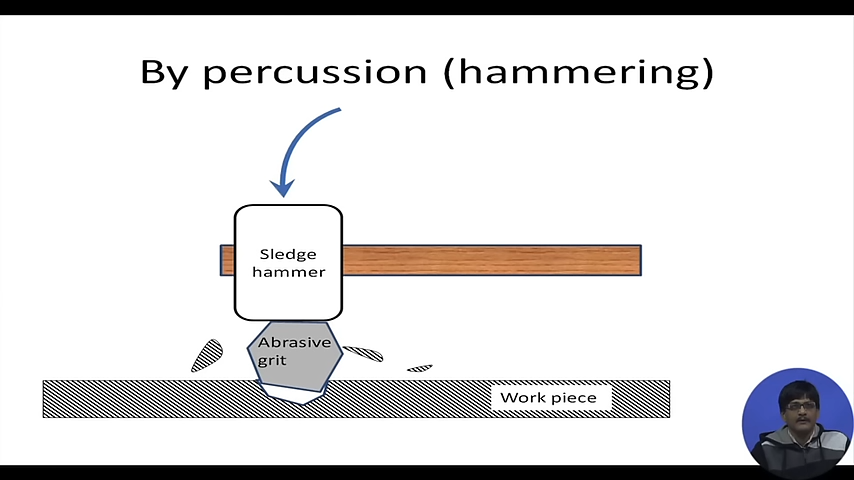 By percussion (hammering)
Sledge
hammer
Abrasive
grit
Work piece